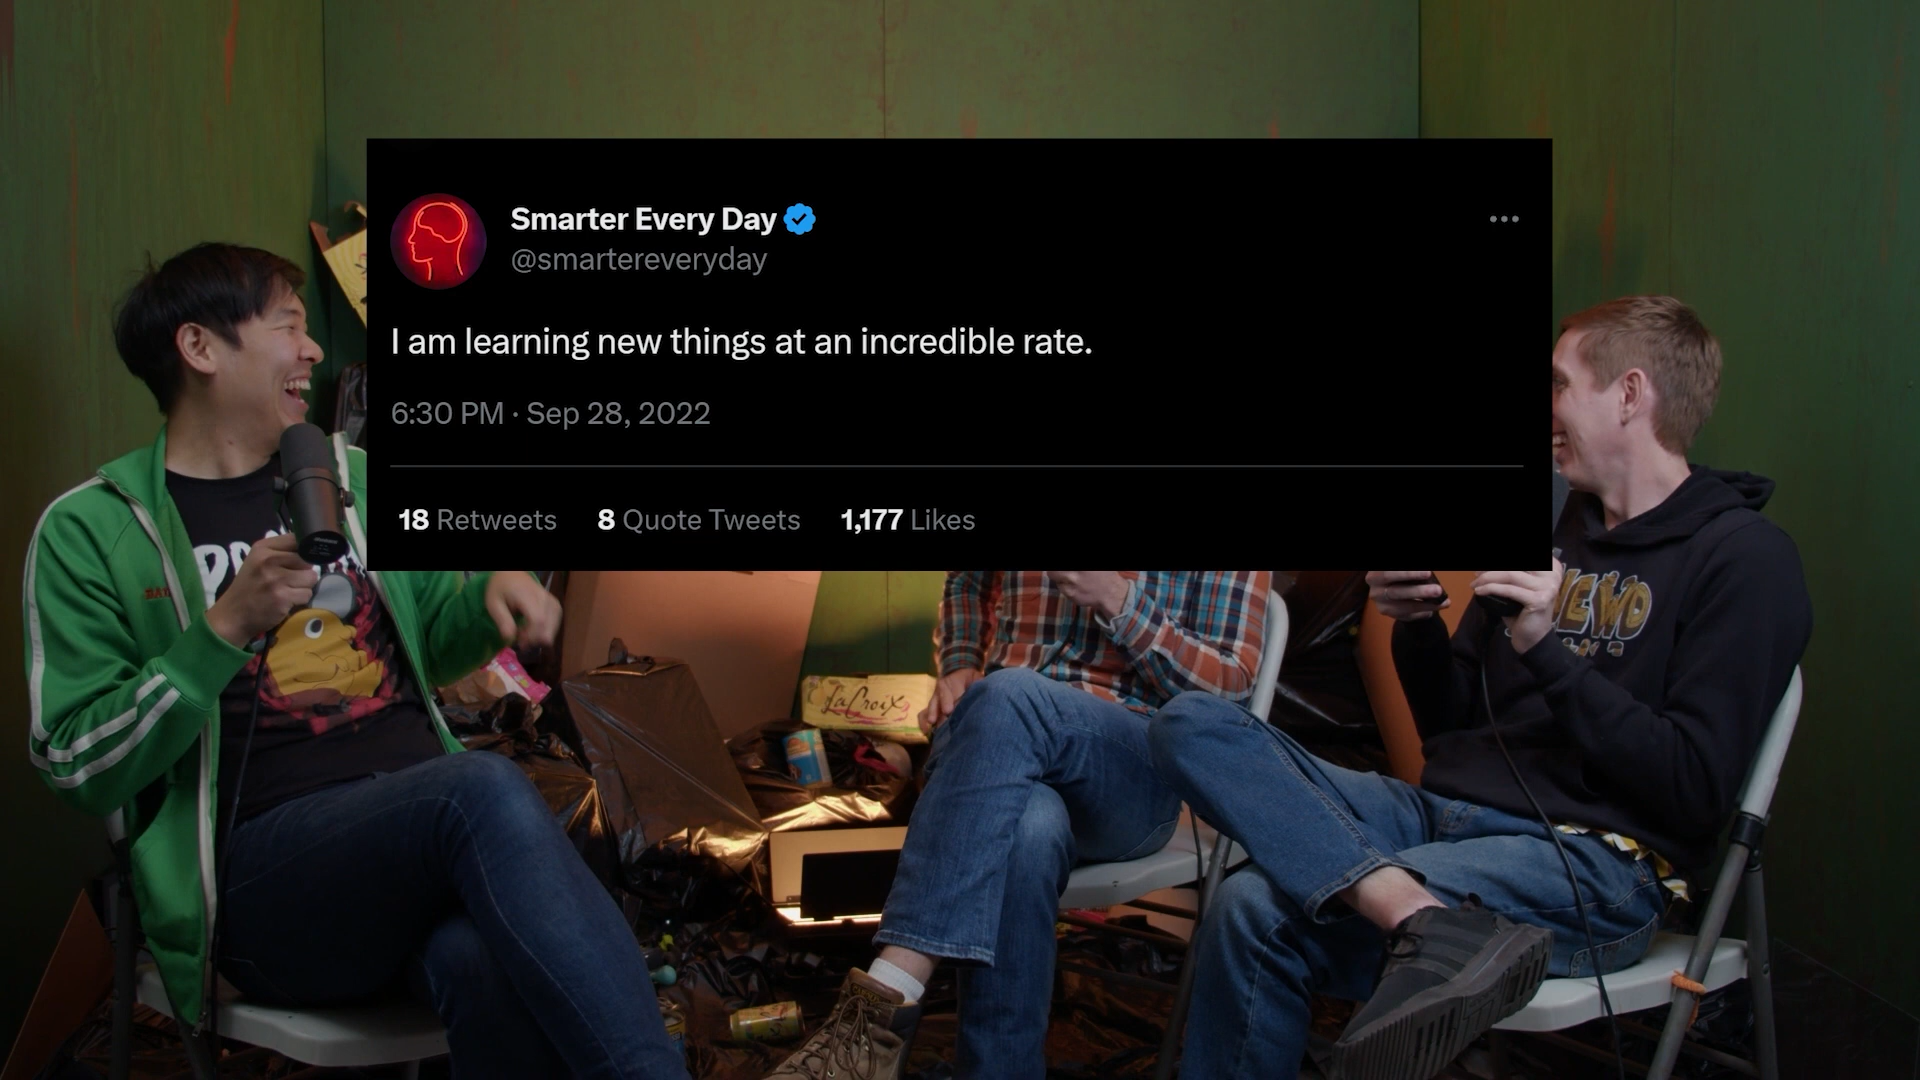 Smarter Every Day
@smartereveryday
I am learning new things at an incredible rate.
6:30 PM · Sep 28, 2022
18 Retweets 8 Quote Tweets 1,177 Likes
LaCroix